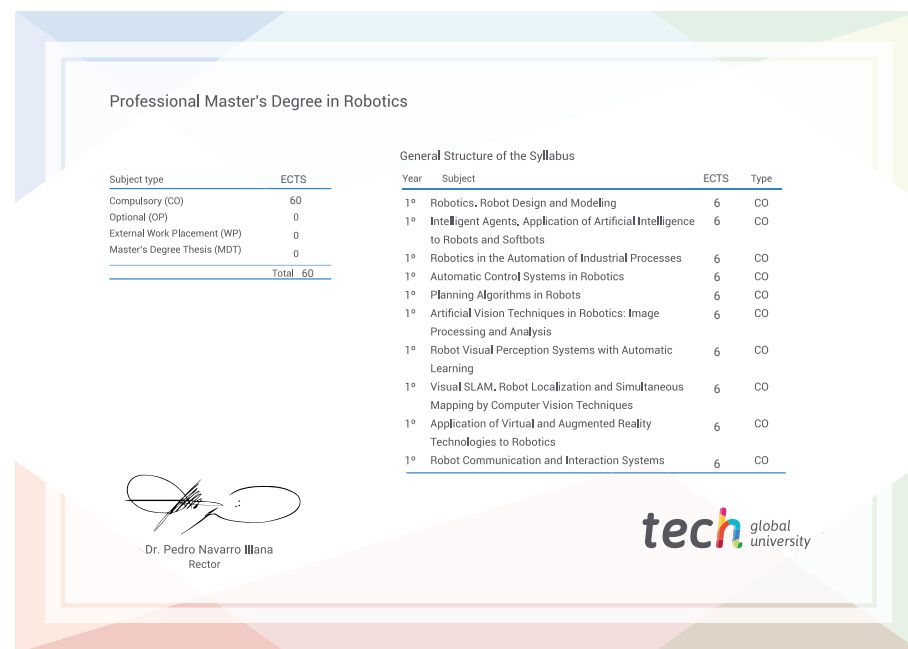 Professional Master's Degree in Robotics
General Structure of the Syllabus
Subject type ECTS
Compulsory (CO) 60
Optional (OP) 0
External Work Placement (WP) 0
Master's Degree Thesis (MDT) 0
Total 60
Year Subject ECTS Type
1º Robotics. Robot Design and Modeling 6 CO
1º Intelligent Agents. Application of Artificial Intelligence 6 CO
to Robots and Softbots
1º Robotics in the Automation of Industrial Processes 6 CO
1º Automatic Control Systems in Robotics 6 CO
1º Planning Algorithms in Robots 6 CO
1º Artificial Vision Techniques in Robotics: Image 6 CO
Processing and Analysis
1º Robot Visual Perception Systems with Automatic 6 CO
Learning
1º Visual SLAM. Robot Localization and Simultaneous 6 CO
Mapping by Computer Vision Techniques
1º Application of Virtual and Augmented Reality 6 CO
Technologies to Robotics
1º Robot Communication and Interaction Systems 6 CO
Dr. Pedro Navarro Illana
Rector
tech global
university